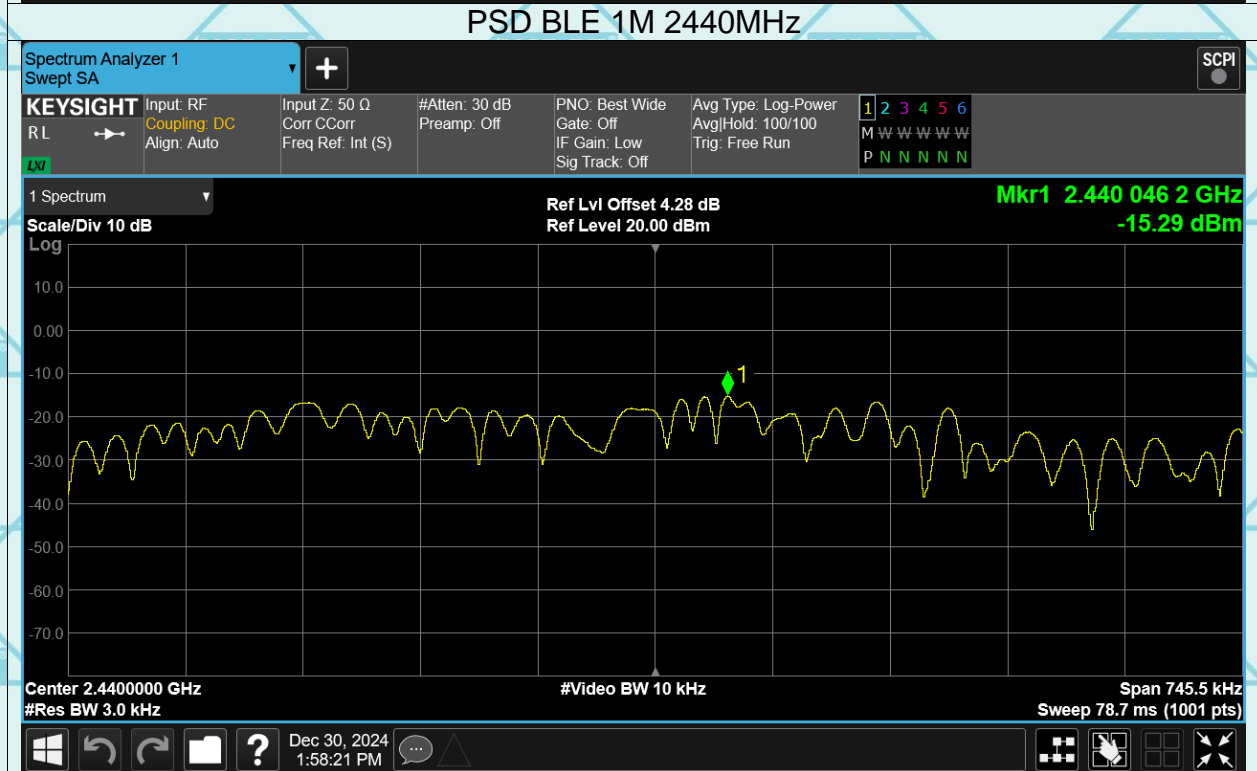 PSD BLE 1M 2440MHz
Spectrum Analyzer 1
Swept SA
+
SCPI
KEYSIGHT
R L
LXI
Input: RF
Coupling: DC
Align: Auto
Input Z: 50 Ω
Corr CCorr
Freq Ref: Int (S)
#Atten: 30 dB
Preamp: Off
PNO: Best Wide
Gate: Off
IF Gain: Low
Sig Track: Off
Avg Type: Log-Power
Avg|Hold: 100/100
Trig: Free Run
1 2 3 4 5 6
M W W W W W
P N N N N N
1 Spectrum
Scale/Div 10 dB
Log
Ref Lvl Offset 4.28 dB
Ref Level 20.00 dBm
Mkr1 2.440 046 2 GHz
-15.29 dBm
10.0
0.00
-10.0
1
-20.0
-30.0
-40.0
-50.0
-60.0
-70.0
Center 2.4400000 GHz
#Res BW 3.0 kHz
#Video BW 10 kHz
Span 745.5 kHz
Sweep 78.7 ms (1001 pts)
?
Dec 30, 2024
1:58:21 PM